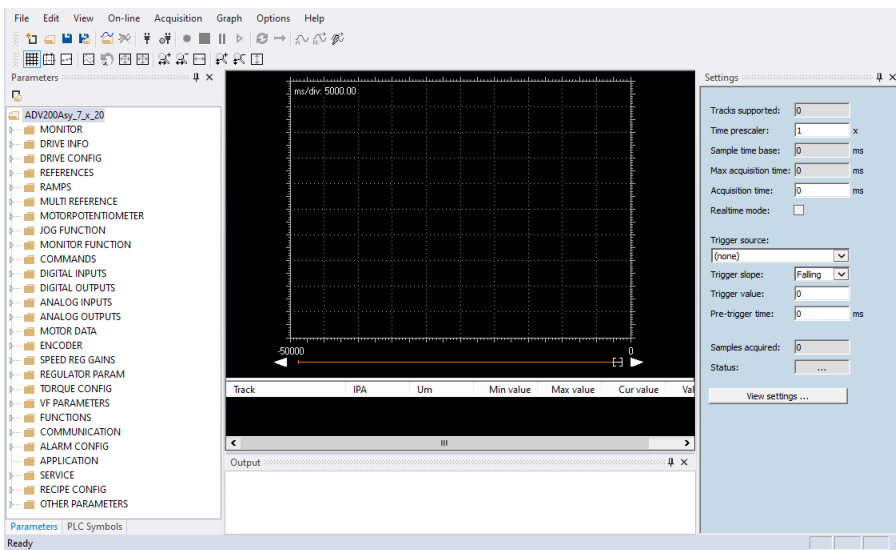 File Edit View On-line Acquisition Graph Options Help
Parameters
ADV200Asy_7_x_20
MONITOR
DRIVE INFO
DRIVE CONFIG
REFERENCES
RAMPS
MULTI REFERENCE
MOTORPOTENTIOMETER
JOG FUNCTION
MONITOR FUNCTION
COMMANDS
DIGITAL INPUTS
DIGITAL OUTPUTS
ANALOG INPUTS
ANALOG OUTPUTS
MOTOR DATA
ENCODER
SPEED REG GAINS
REGULATOR PARAM
TORQUE CONFIG
VF PARAMETERS
FUNCTIONS
COMMUNICATION
ALARM CONFIG
APPLICATION
SERVICE
RECIPE CONFIG
OTHER PARAMETERS
Parameters PLC Symbols
Ready
ms/div: 5000.00
-50000 0
Track IPA Um Min value Max value Cur value Val
Output
Settings
Tracks supported: 0
Time prescaler: 1 x
Sample time base: 0 ms
Max acquisition time: 0 ms
Acquisition time: 0 ms
Realtime mode:
Trigger source:
(none)
Trigger slope: Falling
Trigger value: 0
Pre-trigger time: 0 ms
Samples acquired: 0
Status: ...
View settings ...